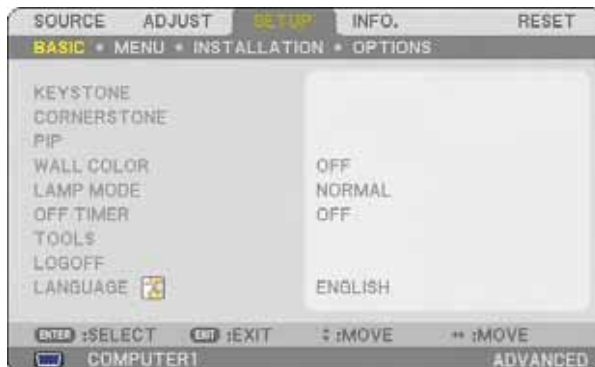 SOURCE ADJUST SETUP INFO. RESET
BASIC • MENU • INSTALLATION • OPTIONS
KEYSTONE
CORNERSTONE
PIP
WALL COLOR OFF
LAMP MODE NORMAL
OFF TIMER OFF
TOOLS
LOGOFF
LANGUAGE ENGLISH
ENTER :SELECT EXIT :EXIT ↕ :MOVE ↔ :MOVE
COMPUTER1 ADVANCED